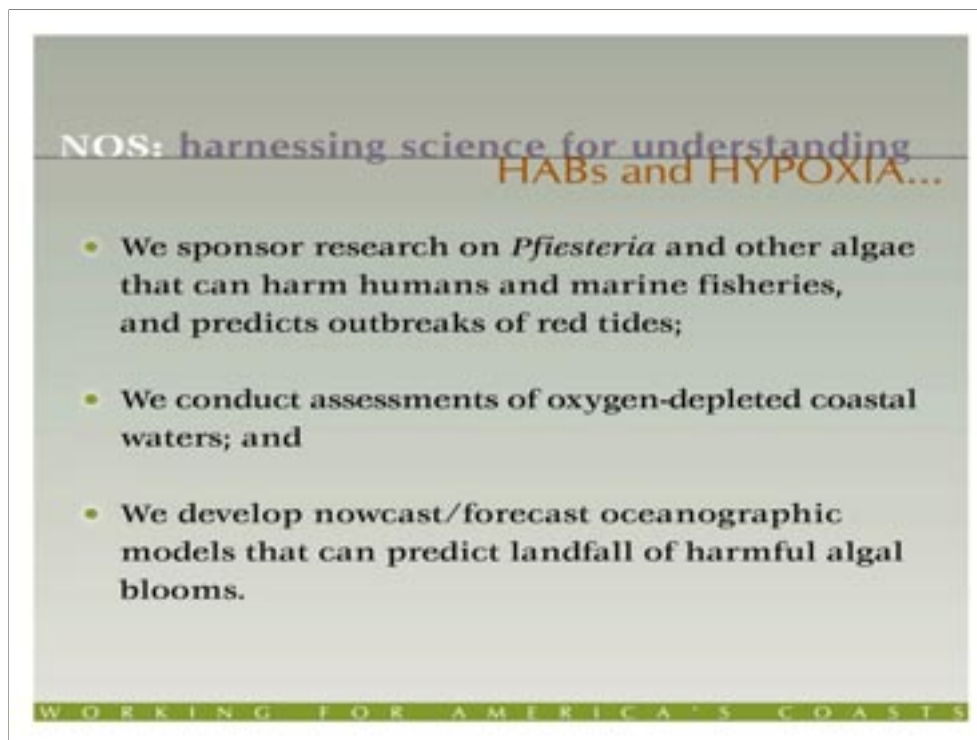 NOS: harnessing science for understanding
HABs and HYPOXIA...
• We sponsor research on Pfiesteria and other algae
that can harm humans and marine fisheries,
and predicts outbreaks of red tides;
• We conduct assessments of oxygen-depleted coastal
waters; and
• We develop nowcast/forecast oceanographic
models that can predict landfall of harmful algal
blooms.
WORKING FOR AMERICA'S COASTS